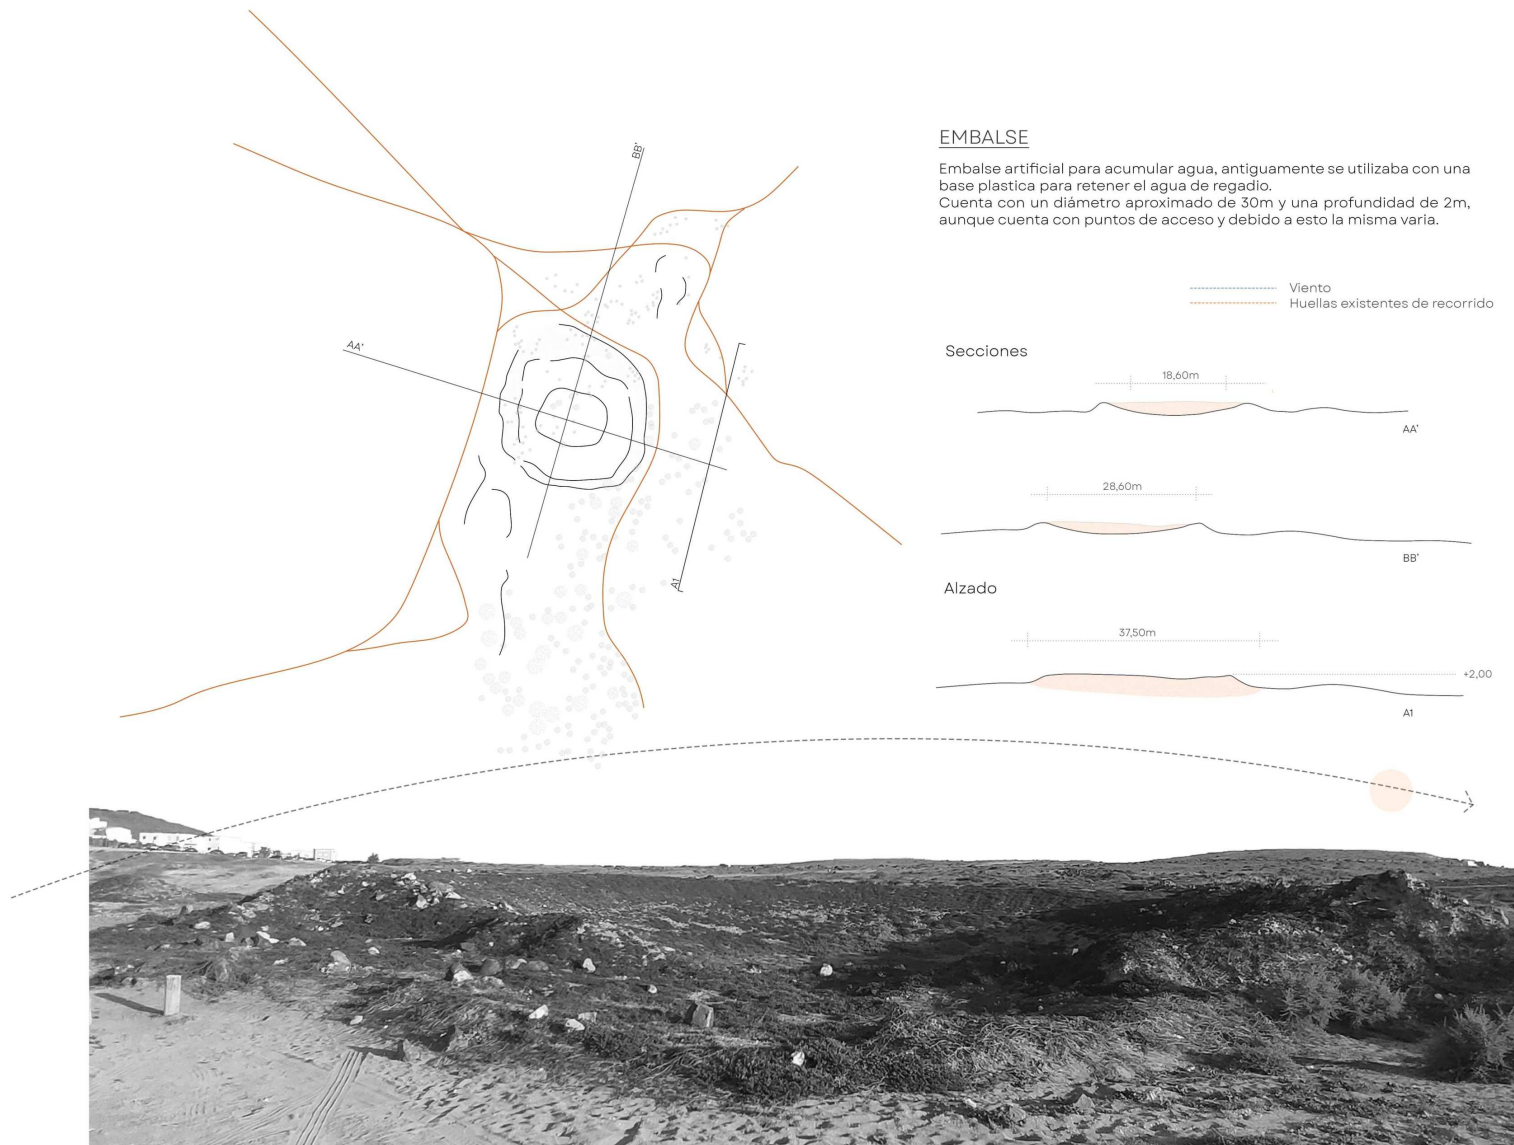 EMBALSE
Embalse artificial para acumular agua, antiguamente se utilizaba con una
base plastica para retener el agua de regadio.
Cuenta con un diámetro aproximado de 30m y una profundidad de 2m,
aunque cuenta con puntos de acceso y debido a esto la misma varia.
BB'
AA'
A1
Viento
Huellas existentes de recorrido
Secciones
18,60m
AA'
28,60m
BB'
Alzado
37,50m
+2,00
A1